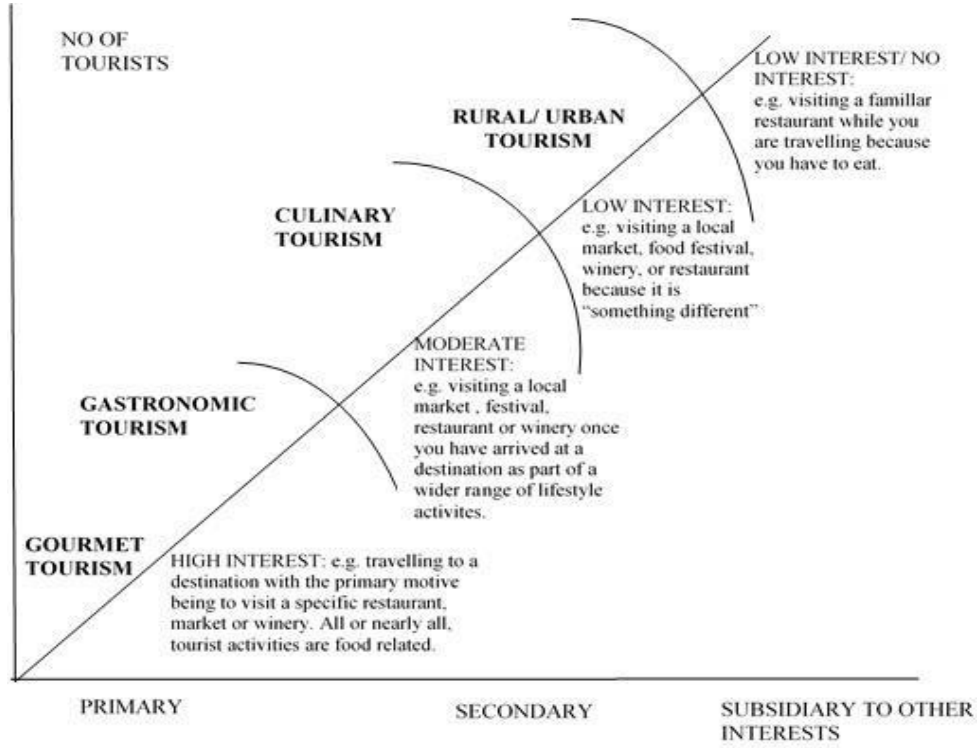 NO OF
TOURISTS
LOW INTEREST/ NO
INTEREST:
e.g. visiting a famillar
restaurant while you
are travelling because
you have to eat.
RURAL/ URBAN
TOURISM
CULINARY
TOURISM
LOW INTEREST:
e.g. visiting a local
market, food festival,
winery, or restaurant
because it is
“something different”
MODERATE
INTEREST:
e.g. visiting a local
market , festival,
restaurant or winery once
you have arrived at a
destination as part of a
wider range of lifestyle
activites.
GASTRONOMIC
TOURISM
GOURMET
TOURISM
HIGH INTEREST: e.g. travelling to a
destination with the primary motive
being to visit a specific restaurant,
market or winery. All or nearly all,
tourist activities are food related.
PRIMARY
SECONDARY
SUBSIDIARY TO OTHER
INTERESTS